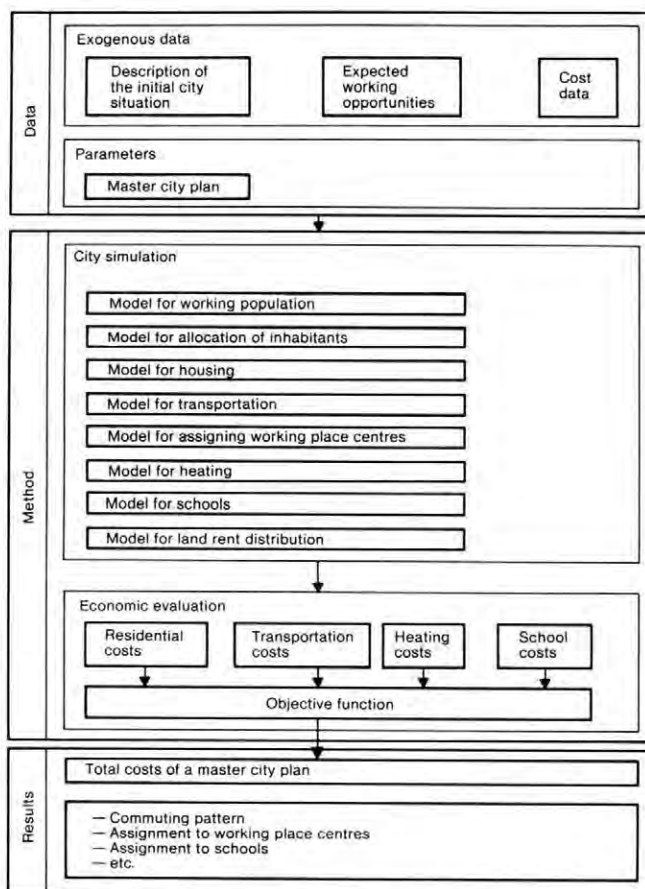 Data
Exogenous data
Description of
the initial city
situation
Expected
working
opportunities
Cost
data
Parameters
Master city plan
Method
City simulation
Model for working population
Model for allocation of inhabitants
Model for housing
Model for transportation
Model for assigning working place centres
Model for heating
Model for schools
Model for land rent distribution
Economic evaluation
Residential
costs
Transportation
costs
Heating
costs
School
costs
Objective function
Results
Total costs of a master city plan
— Commuting pattern
— Assignment to working place centres
— Assignment to schools
— etc.